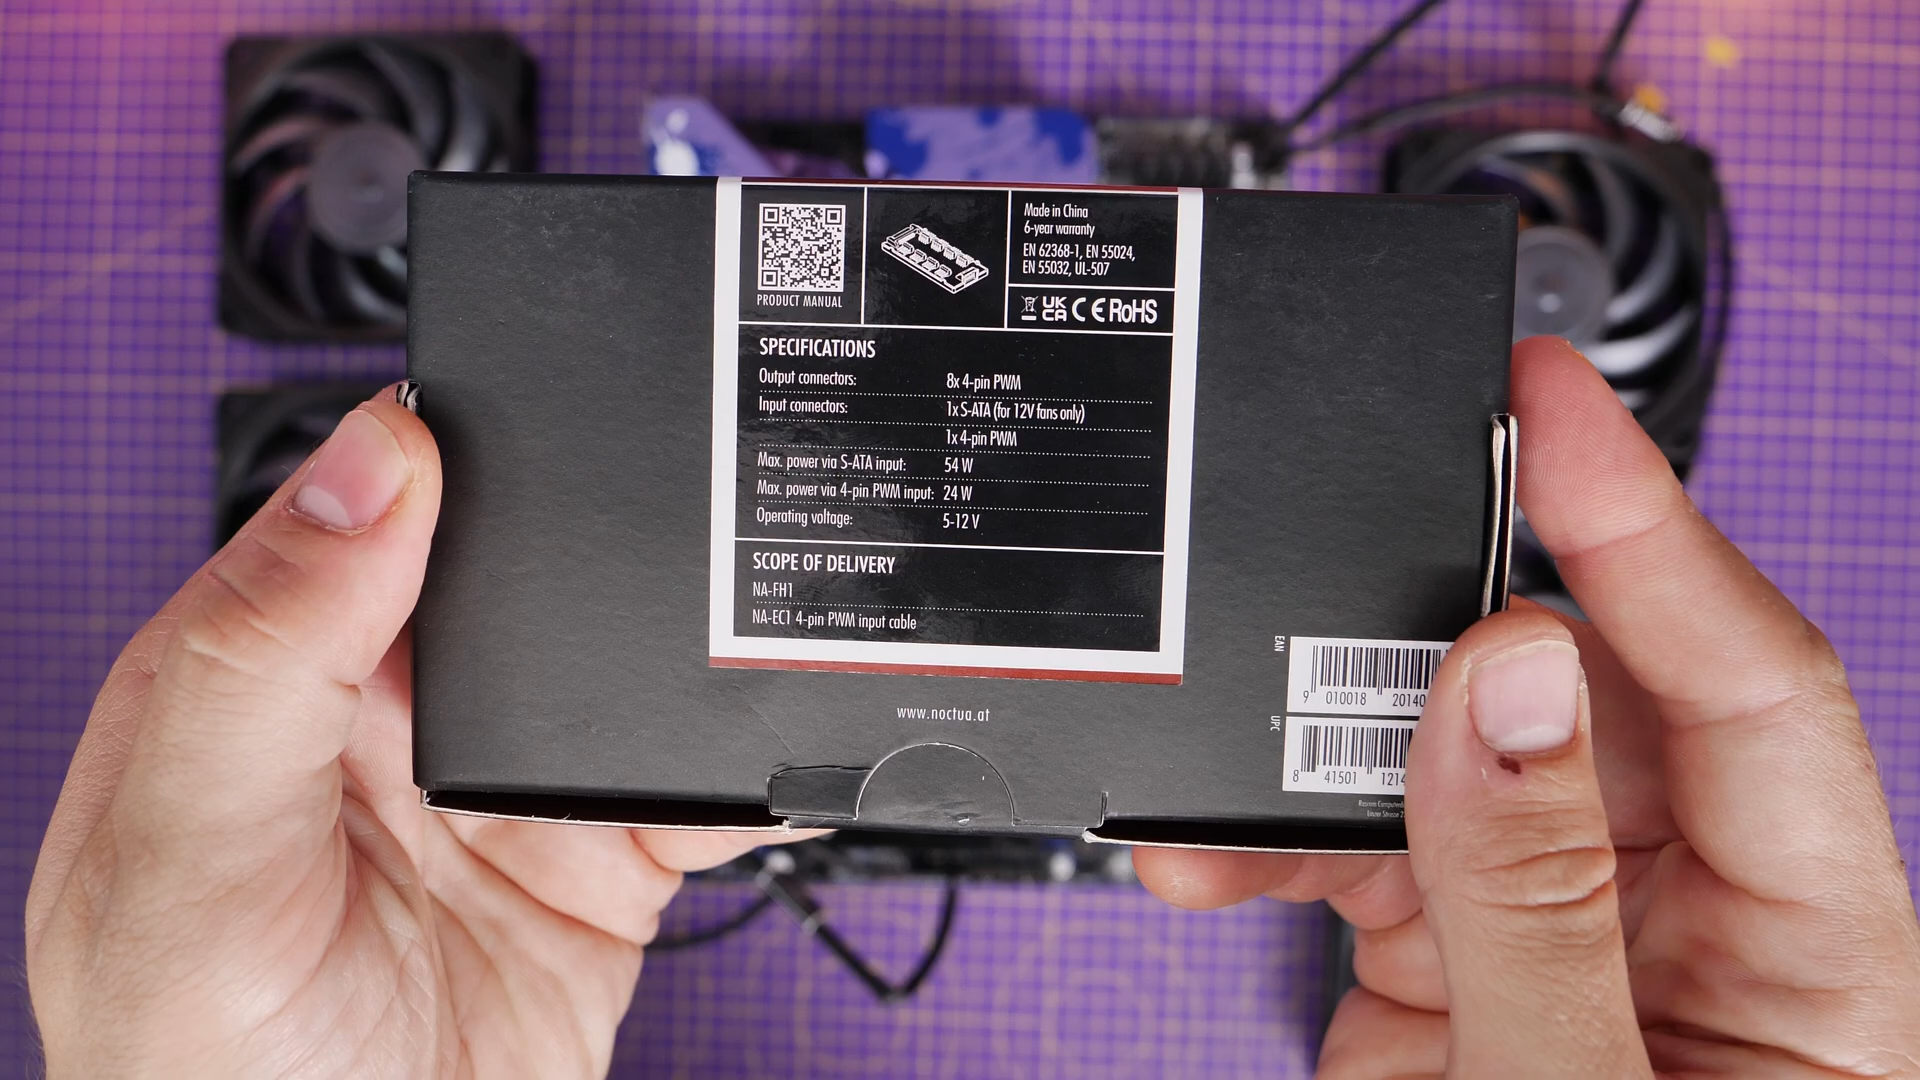 PRODUCT MANUAL
Made in China
6-year warranty
EN 62368-1, EN 55024,
EN 55032, UL-507
UK CA CE RoHS
SPECIFICATIONS
Output connectors: 8x 4-pin PWM
Input connectors: 1x S-ATA (for 12V fans only)
1x 4-pin PWM
Max. power via S-ATA input: 54 W
Max. power via 4-pin PWM input: 24 W
Operating voltage: 5-12 V
SCOPE OF DELIVERY
NA-FH1
NA-EC1 4-pin PWM input cable
www.noctua.at
EAN
9 010018 20140
UPC
8 41501 1214